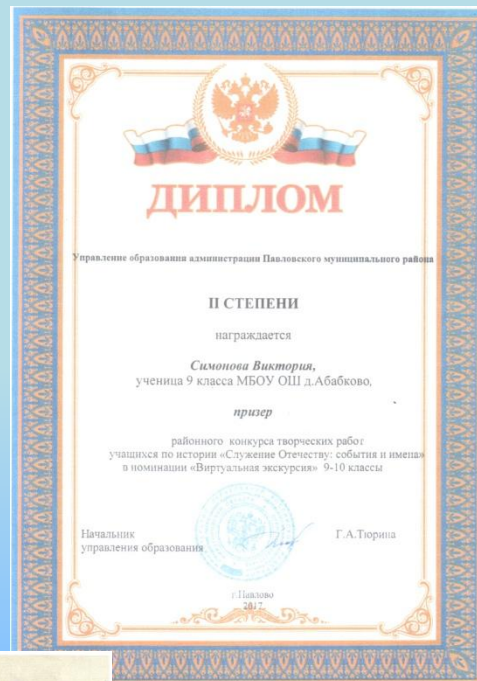 ДИПЛОМ
Управление образования администрации Павловского муниципального района
II СТЕПЕНИ
награждается
Симонова Виктория,
ученица 9 класса МБОУ ОШ д.Абабково,
призер
районного конкурса творческих работ
учащихся по истории «Служение Отечеству: события и имена»
в номинации «Виртуальная экскурсия» 9-10 классы
Начальник
управления образования
Г.А.Тюрина
г.Павлово
2017